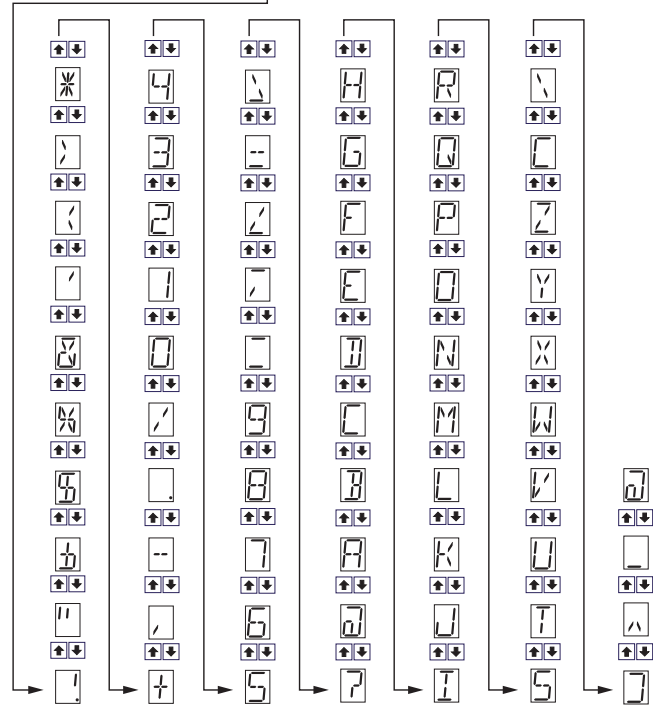 * 4 > H R \
) 3 = G Q [
( 2 < F P Z
' 1 ; E O Y
& 0 : D N X
% / 9 C M W
$ . 8 B L V @
# - 7 A K U _
" , 6 @ J T ^
! + 5 ? I S ]